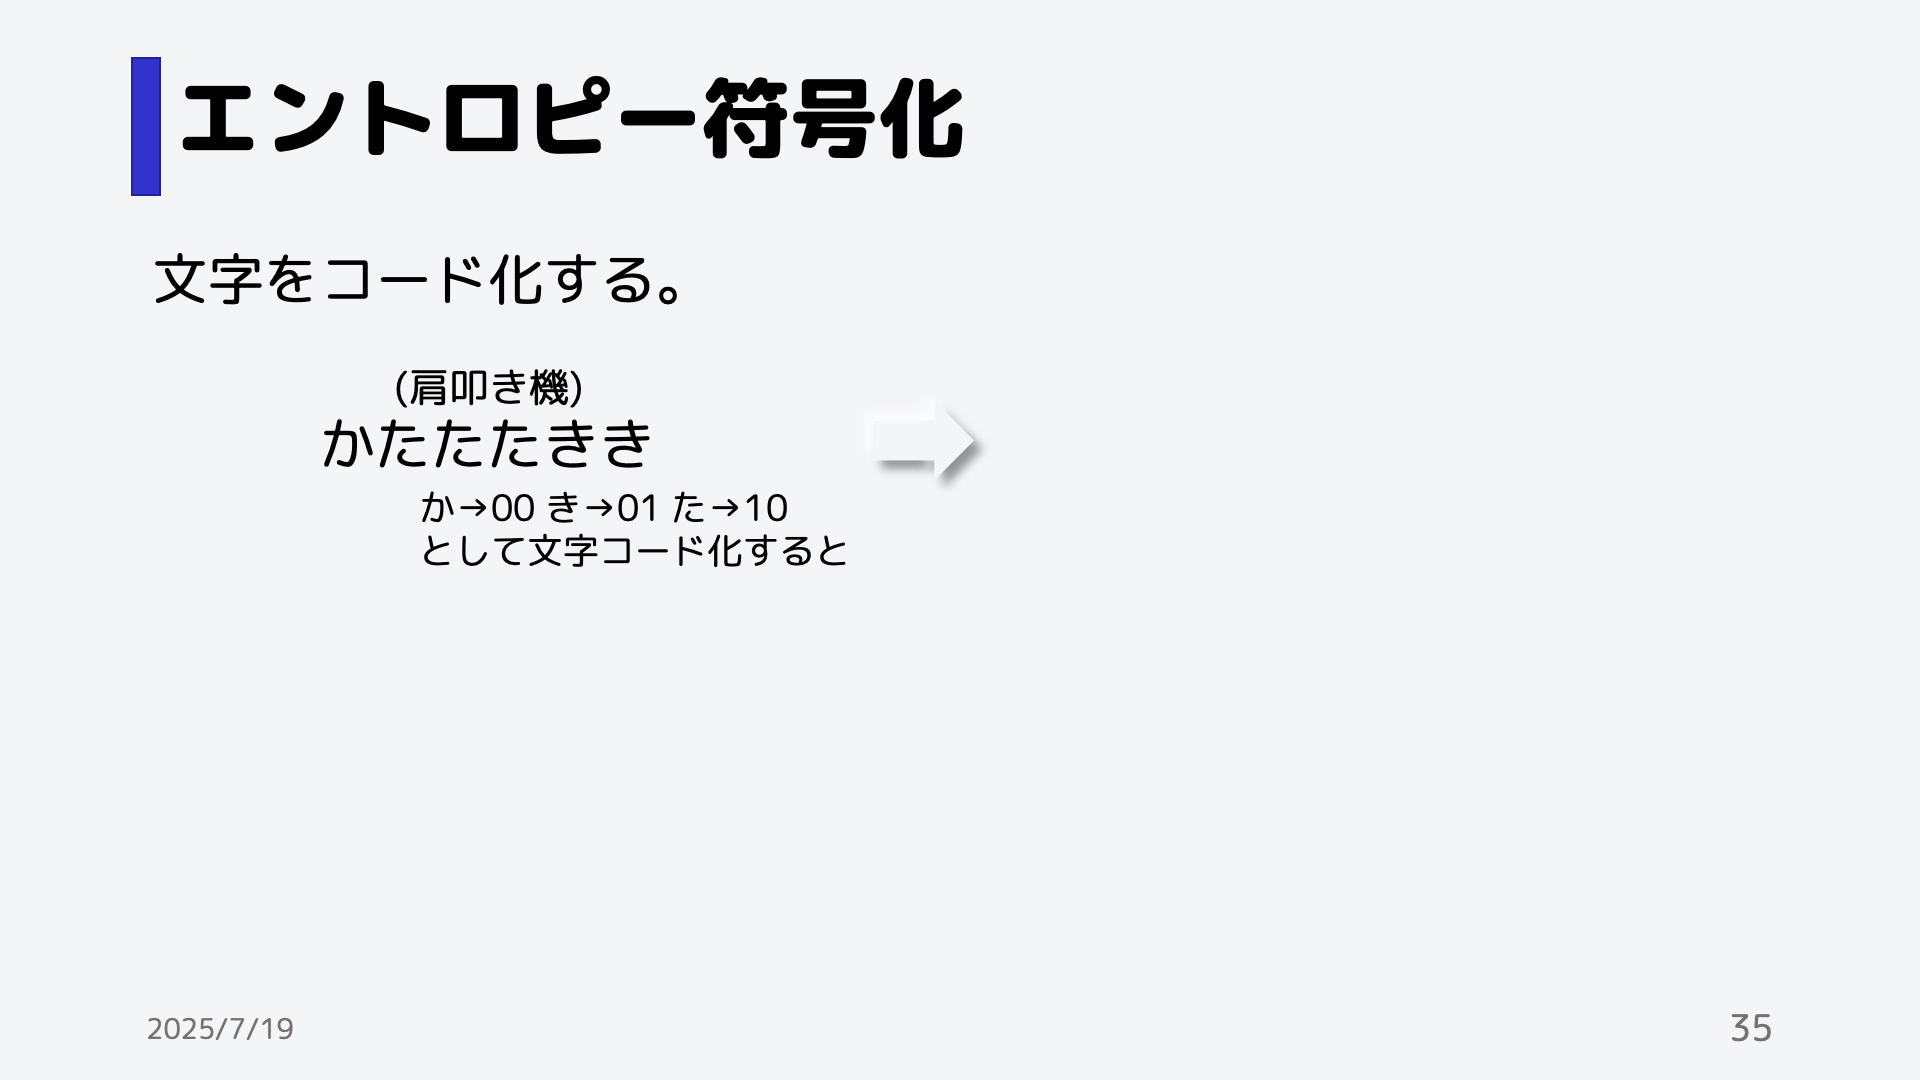 エントロピー符号化
文字をコード化する。
(肩叩き機)
かたたたきき
か→00 き→01 た→10
として文字コード化すると
2025/7/19
35